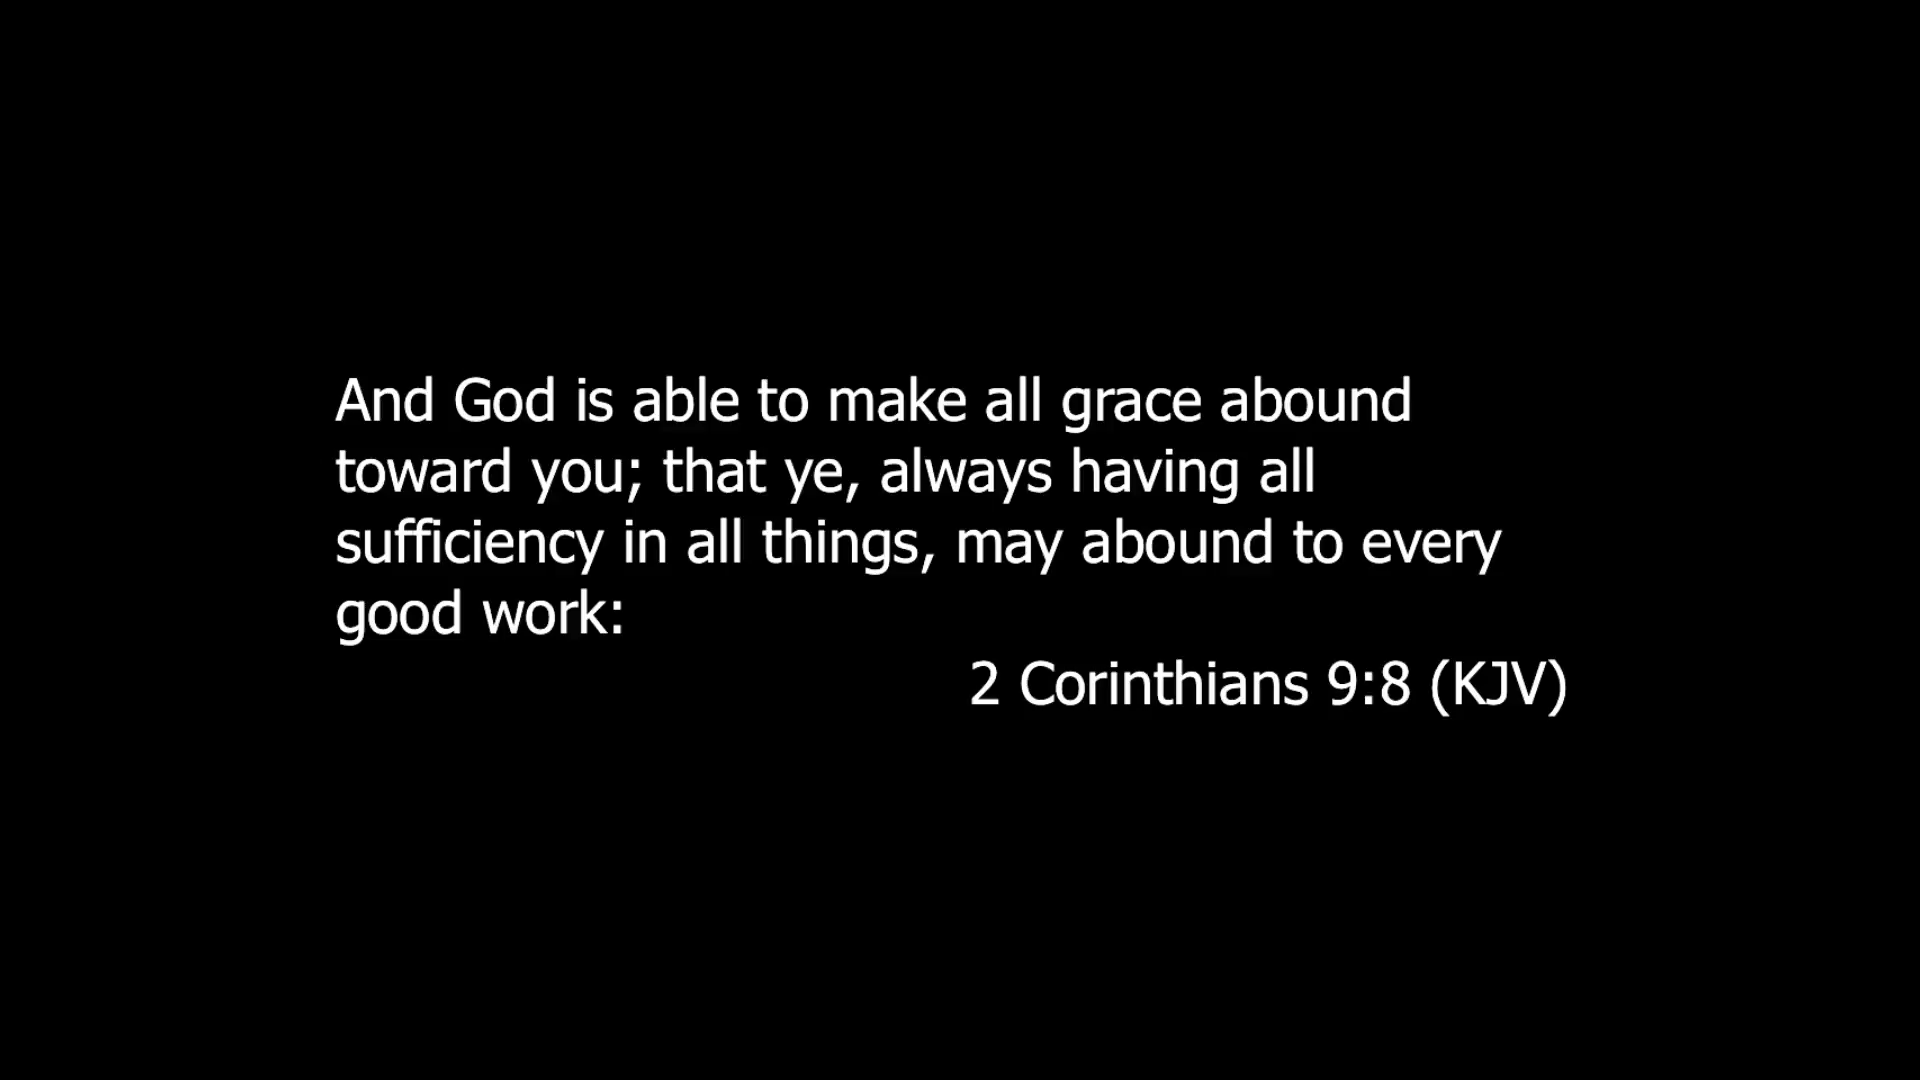 And God is able to make all grace abound
toward you; that ye, always having all
sufficiency in all things, may abound to every
good work:
2 Corinthians 9:8 (KJV)